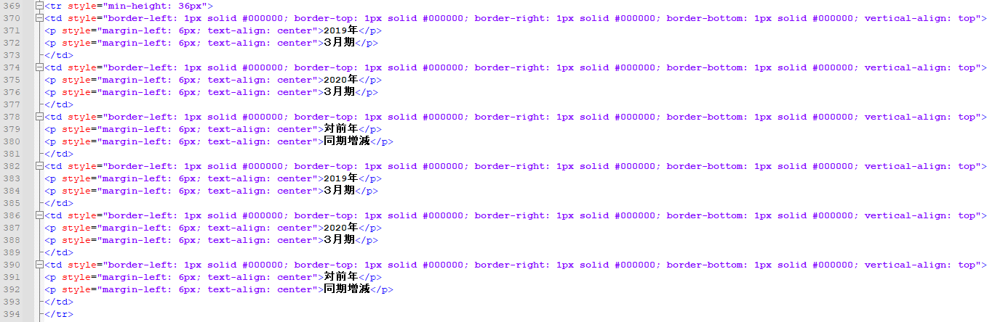 369 <tr style="min-height: 36px">
370 <td style="border-left: 1px solid #000000; border-top: 1px solid #000000; border-right: 1px solid #000000; border-bottom: 1px solid #000000; vertical-align: top">
371 <p style="margin-left: 6px; text-align: center">2019年</p>
372 <p style="margin-left: 6px; text-align: center">３月期</p>
373 </td>
374 <td style="border-left: 1px solid #000000; border-top: 1px solid #000000; border-right: 1px solid #000000; border-bottom: 1px solid #000000; vertical-align: top">
375 <p style="margin-left: 6px; text-align: center">2020年</p>
376 <p style="margin-left: 6px; text-align: center">３月期</p>
377 </td>
378 <td style="border-left: 1px solid #000000; border-top: 1px solid #000000; border-right: 1px solid #000000; border-bottom: 1px solid #000000; vertical-align: top">
379 <p style="margin-left: 6px; text-align: center">対前年</p>
380 <p style="margin-left: 6px; text-align: center">同期増減</p>
381 </td>
382 <td style="border-left: 1px solid #000000; border-top: 1px solid #000000; border-right: 1px solid #000000; border-bottom: 1px solid #000000; vertical-align: top">
383 <p style="margin-left: 6px; text-align: center">2019年</p>
384 <p style="margin-left: 6px; text-align: center">３月期</p>
385 </td>
386 <td style="border-left: 1px solid #000000; border-top: 1px solid #000000; border-right: 1px solid #000000; border-bottom: 1px solid #000000; vertical-align: top">
387 <p style="margin-left: 6px; text-align: center">2020年</p>
388 <p style="margin-left: 6px; text-align: center">３月期</p>
389 </td>
390 <td style="border-left: 1px solid #000000; border-top: 1px solid #000000; border-right: 1px solid #000000; border-bottom: 1px solid #000000; vertical-align: top">
391 <p style="margin-left: 6px; text-align: center">対前年</p>
392 <p style="margin-left: 6px; text-align: center">同期増減</p>
393 </td>
394 </tr>